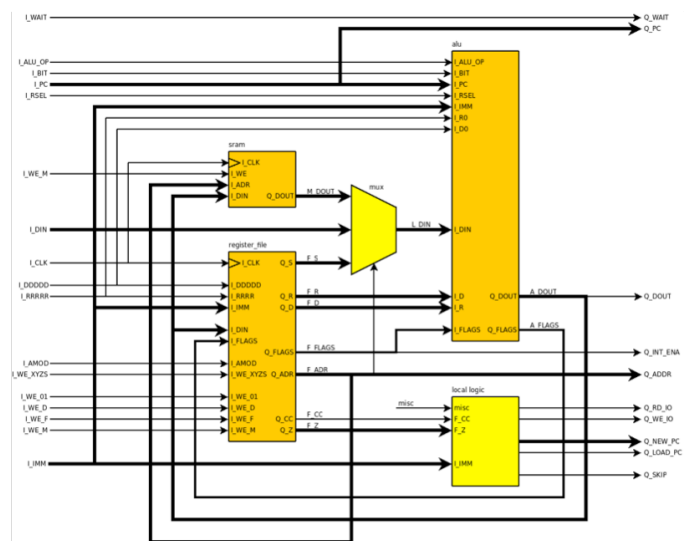 I_WAIT Q_WAIT
Q_PC
alu
I_ALU_OP I_ALU_OP
I_BIT I_BIT
I_PC I_PC
I_RSEL I_RSEL
I_IMM
I_R0
I_D0
sram
I_CLK
I_WE_M I_WE
I_ADR
I_DIN Q_DOUT M_DOUT
mux
I_DIN L_DIN I_DIN
register_file
I_CLK I_CLK Q_S F_S
I_DDDDD I_DDDDD
I_RRRRR I_RRRR Q_R F_R I_D Q_DOUT A_DOUT Q_DOUT
I_IMM Q_D F_D I_R
I_DIN I_FLAGS Q_FLAGS A_FLAGS
I_FLAGS
Q_FLAGS F_FLAGS Q_INT_ENA
I_AMOD I_AMOD
I_WE_XYZS I_WE_XYZS Q_ADR F_ADR Q_ADDR
local logic
I_WE_01 I_WE_01
I_WE_D I_WE_D misc misc Q_RD_IO
I_WE_F I_WE_F Q_CC F_CC F_CC Q_WE_IO
I_WE_M I_WE_M Q_Z F_Z F_Z
Q_NEW_PC
Q_LOAD_PC
I_IMM I_IMM
Q_SKIP